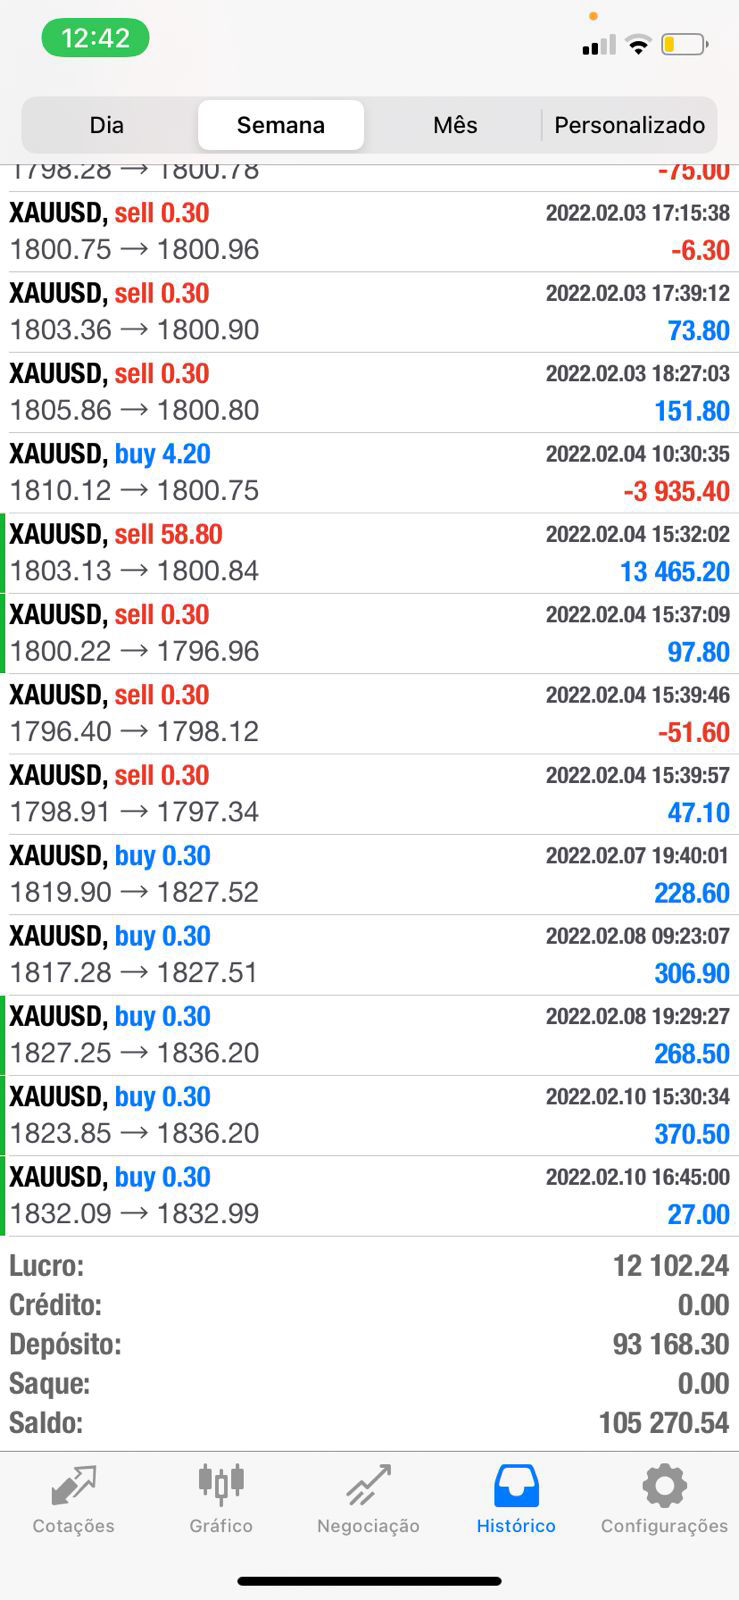 12:42
Dia Semana Mês Personalizado
1798.28 → 1800.78 -75.00
XAUUSD, sell 0.30 2022.02.03 17:15:38
1800.75 → 1800.96 -6.30
XAUUSD, sell 0.30 2022.02.03 17:39:12
1803.36 → 1800.90 73.80
XAUUSD, sell 0.30 2022.02.03 18:27:03
1805.86 → 1800.80 151.80
XAUUSD, buy 4.20 2022.02.04 10:30:35
1810.12 → 1800.75 -3 935.40
XAUUSD, sell 58.80 2022.02.04 15:32:02
1803.13 → 1800.84 13 465.20
XAUUSD, sell 0.30 2022.02.04 15:37:09
1800.22 → 1796.96 97.80
XAUUSD, sell 0.30 2022.02.04 15:39:46
1796.40 → 1798.12 -51.60
XAUUSD, sell 0.30 2022.02.04 15:39:57
1798.91 → 1797.34 47.10
XAUUSD, buy 0.30 2022.02.07 19:40:01
1819.90 → 1827.52 228.60
XAUUSD, buy 0.30 2022.02.08 09:23:07
1817.28 → 1827.51 306.90
XAUUSD, buy 0.30 2022.02.08 19:29:27
1827.25 → 1836.20 268.50
XAUUSD, buy 0.30 2022.02.10 15:30:34
1823.85 → 1836.20 370.50
XAUUSD, buy 0.30 2022.02.10 16:45:00
1832.09 → 1832.99 27.00
Lucro: 12 102.24
Crédito: 0.00
Depósito: 93 168.30
Saque: 0.00
Saldo: 105 270.54
Cotações Gráfico Negociação Histórico Configurações